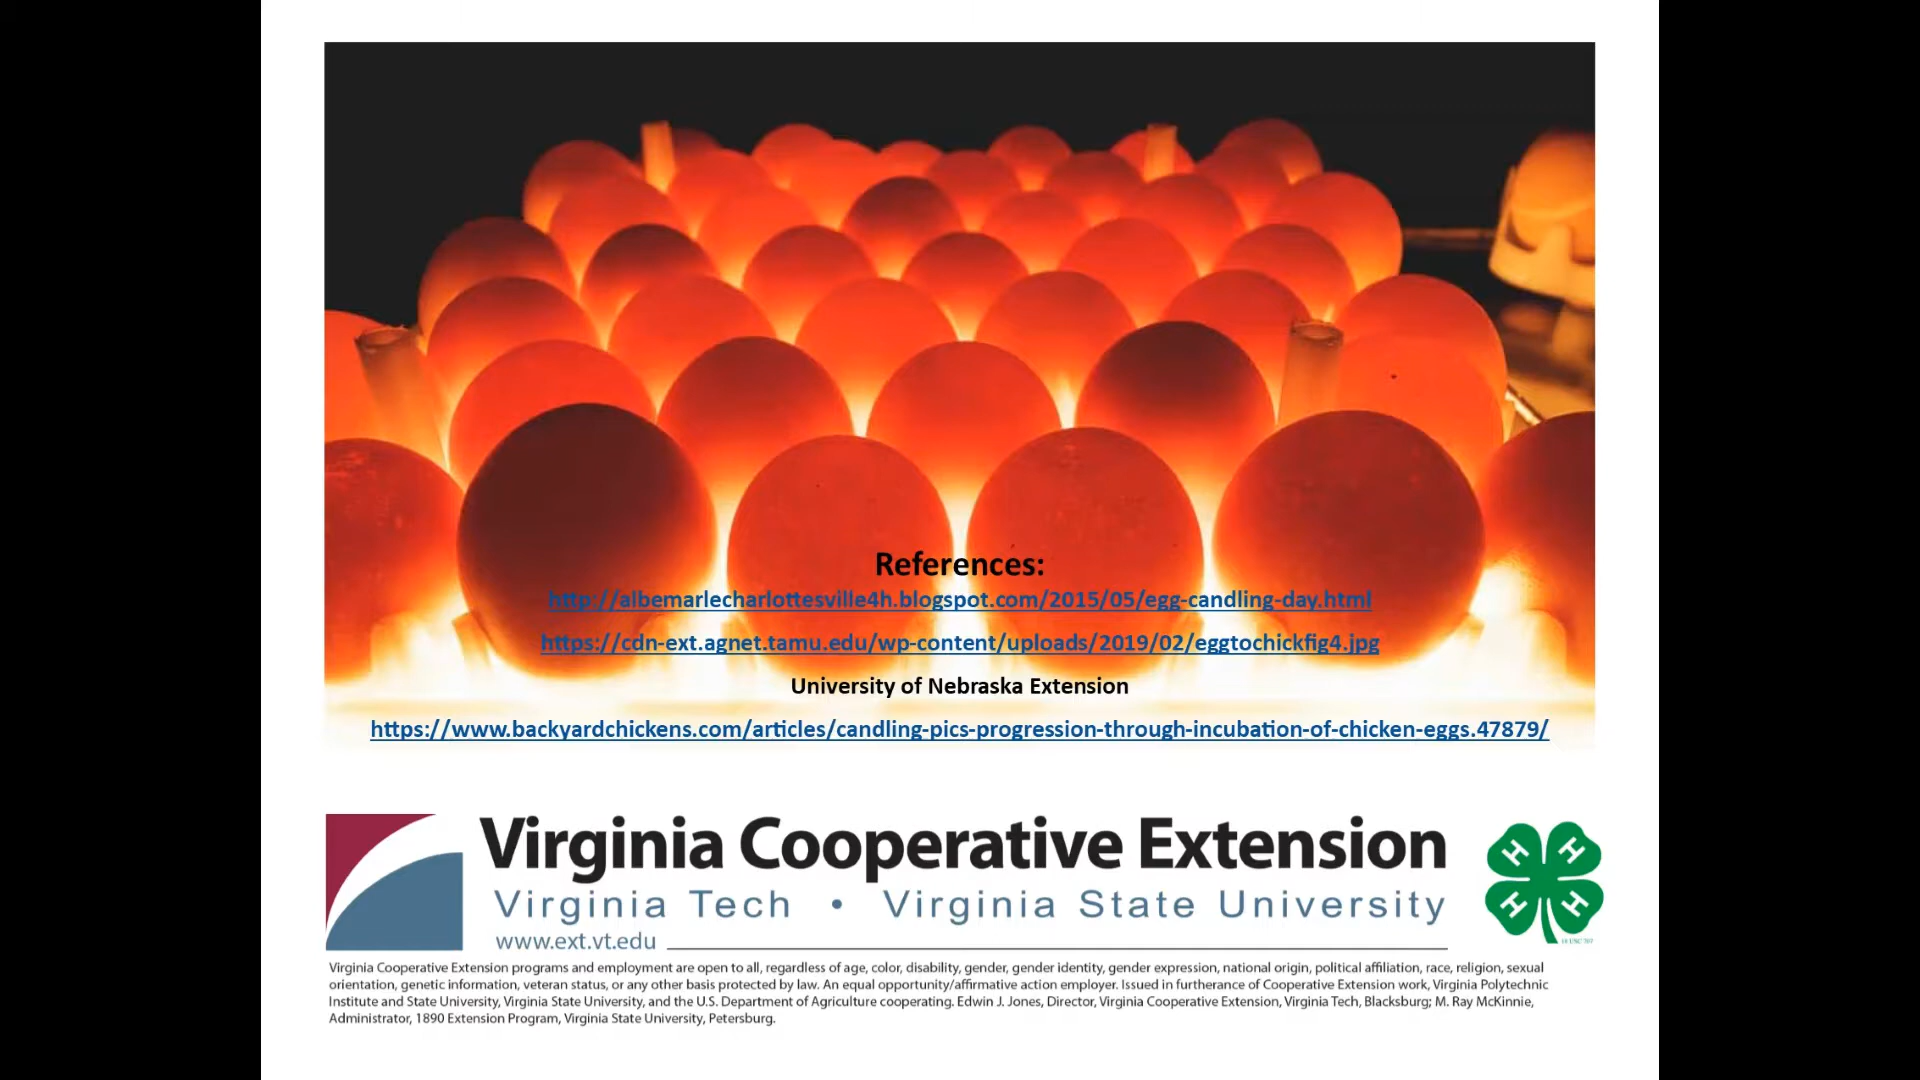 References:
http://albemarlecharlottesville4h.blogspot.com/2015/05/egg-candling-day.html
https://cdn-ext.agnet.tamu.edu/wp-content/uploads/2019/02/eggtochickfig4.jpg
University of Nebraska Extension
https://www.backyardchickens.com/articles/candling-pics-progression-through-incubation-of-chicken-eggs.47879/
Virginia Cooperative Extension
Virginia Tech • Virginia State University
www.ext.vt.edu
H H
H H
18 USC 707
Virginia Cooperative Extension programs and employment are open to all, regardless of age, color, disability, gender, gender identity, gender expression, national origin, political affiliation, race, religion, sexual
orientation, genetic information, veteran status, or any other basis protected by law. An equal opportunity/affirmative action employer. Issued in furtherance of Cooperative Extension work, Virginia Polytechnic
Institute and State University, Virginia State University, and the U.S. Department of Agriculture cooperating. Edwin J. Jones, Director, Virginia Cooperative Extension, Virginia Tech, Blacksburg; M. Ray McKinnie,
Administrator, 1890 Extension Program, Virginia State University, Petersburg.